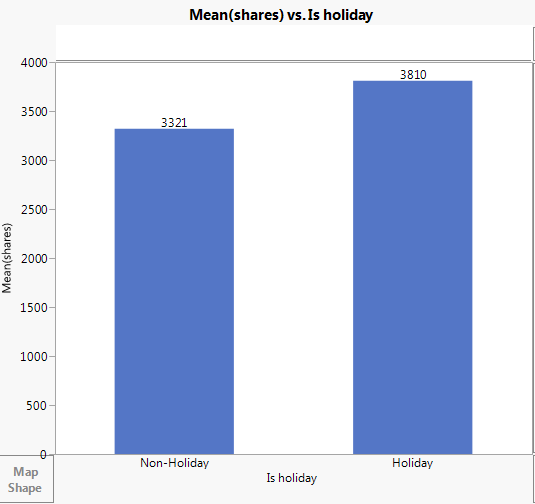 Mean(shares) vs. Is holiday
4000
3500
3000
2500
2000
1500
1000
500
0
Mean(shares)
3321
3810
Non-Holiday
Holiday
Is holiday
Map
Shape